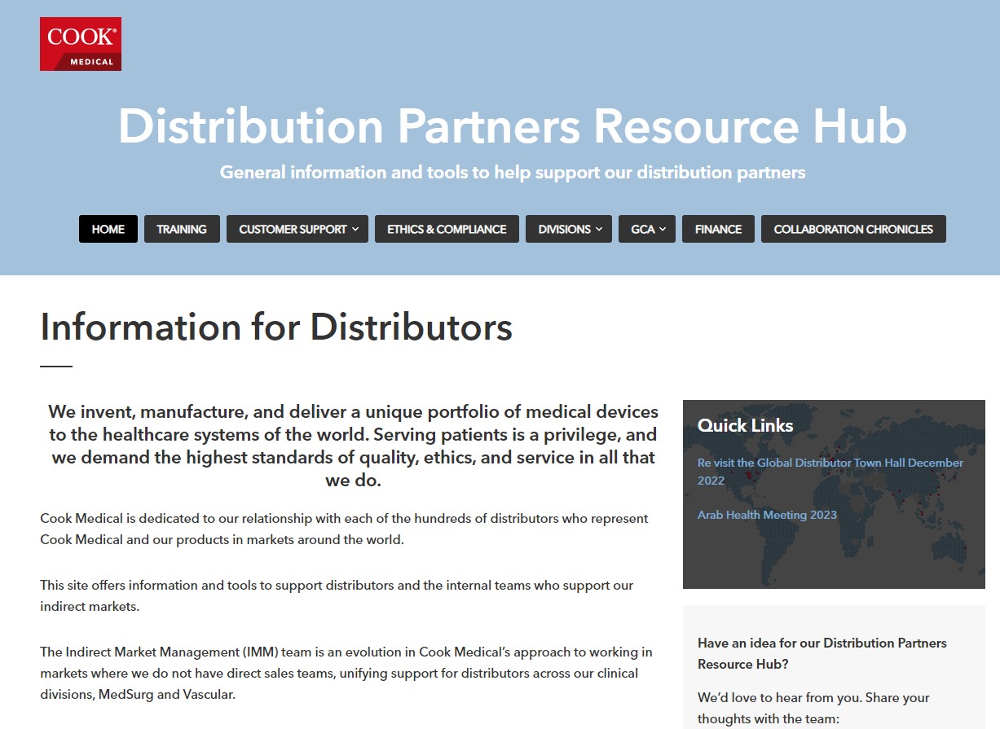 COOK®
MEDICAL
Distribution Partners Resource Hub
General information and tools to help support our distribution partners
HOME
TRAINING
CUSTOMER SUPPORT
ETHICS & COMPLIANCE
DIVISIONS
GCA
FINANCE
COLLABORATION CHRONICLES
Information for Distributors
We invent, manufacture, and deliver a unique portfolio of medical devices
to the healthcare systems of the world. Serving patients is a privilege, and
we demand the highest standards of quality, ethics, and service in all that
we do.
Cook Medical is dedicated to our relationship with each of the hundreds of distributors who represent
Cook Medical and our products in markets around the world.
This site offers information and tools to support distributors and the internal teams who support our
indirect markets.
The Indirect Market Management (IMM) team is an evolution in Cook Medical’s approach to working in
markets where we do not have direct sales teams, unifying support for distributors across our clinical
divisions, MedSurg and Vascular.
Quick Links
Re visit the Global Distributor Town Hall December
2022
Arab Health Meeting 2023
Have an idea for our Distribution Partners
Resource Hub?
We’d love to hear from you. Share your
thoughts with the team: